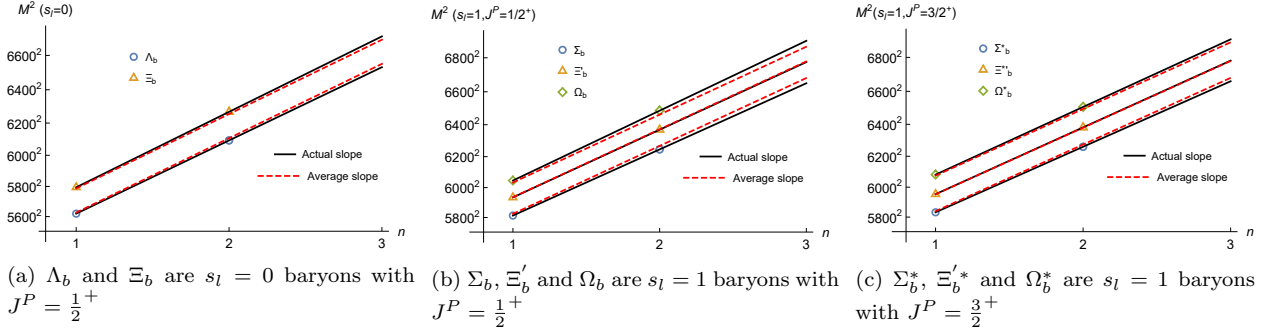 M² (sₗ=0)
6600²
6400²
6200²
6000²
5800²
5600²
Λb
Ξb
Actual slope
Average slope
1 2 3 n
(a) Λb and Ξb are sₗ = 0 baryons with
J^P = 1/2⁺
M² (sₗ=1,J^P=1/2⁺)
6800²
6600²
6400²
6200²
6000²
5800²
Σb
Ξ'b
Ωb
Actual slope
Average slope
1 2 3 n
(b) Σb, Ξ′b and Ωb are sₗ = 1 baryons with
J^P = 1/2⁺
M²(sₗ=1,J^P=3/2⁺)
6800²
6600²
6400²
6200²
6000²
5800²
Σ*b
Ξ*'b
Ω*b
Actual slope
Average slope
1 2 3 n
(c) Σ*b, Ξ′b* and Ω*b are sₗ = 1 baryons
with J^P = 3/2⁺